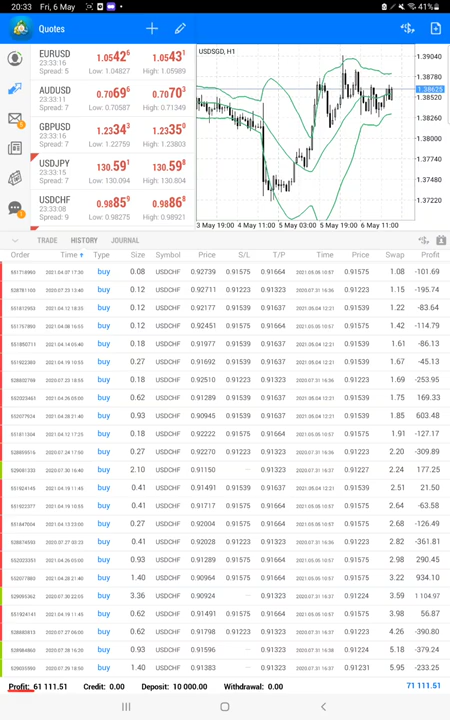 20:33 Fri, 6 May 41%
Quotes
EURUSD 1.05426 1.05431
23:33:16
Spread: 5 Low: 1.04827 High: 1.05989
AUDUSD 0.70696 0.70703
23:33:11
Spread: 7 Low: 0.70587 High: 0.71349
GBPUSD 1.23343 1.23350
23:33:16
Spread: 7 Low: 1.22759 High: 1.23803
USDJPY 130.591 130.598
23:33:15
Spread: 7 Low: 130.094 High: 130.804
USDCHF 0.98859 0.98868
23:33:08
Spread: 9 Low: 0.98275 High: 0.98921
USDSGD, H1
1.39040
1.38780
1.38625
1.38520
1.38260
1.38000
1.37740
1.37480
1.37220
3 May 19:00 4 May 11:00 5 May 03:00 5 May 19:00 6 May 11:00
TRADE HISTORY JOURNAL
Order Time Type Size Symbol Price S/L T/P Time Price Swap Profit
buy 0.08 USDCHF 0.92739 0.91575 0.91664 0.91575 1.08 -101.69
buy 0.12 USDCHF 0.92711 0.91223 0.91323 0.91223 1.15 -195.74
buy 0.12 USDCHF 0.92177 0.91539 0.91637 0.91539 1.22 -83.64
buy 0.12 USDCHF 0.92451 0.91575 0.91664 0.91575 1.42 -114.79
buy 0.18 USDCHF 0.91977 0.91539 0.91637 0.91539 1.61 -86.13
buy 0.27 USDCHF 0.91692 0.91539 0.91637 0.91539 1.67 -45.13
buy 0.18 USDCHF 0.92510 0.91223 0.91323 0.91223 1.69 -253.95
buy 0.62 USDCHF 0.91289 0.91539 0.91637 0.91539 1.75 169.33
buy 0.93 USDCHF 0.90945 0.91539 0.91637 0.91539 1.85 603.48
buy 0.18 USDCHF 0.92222 0.91575 0.91664 0.91575 1.91 -127.17
buy 0.27 USDCHF 0.92270 0.91223 0.91323 0.91223 2.20 -309.89
buy 2.10 USDCHF 0.91150 0.91323 0.91227 2.24 177.25
buy 0.41 USDCHF 0.91491 0.91539 0.91637 0.91539 2.51 21.50
buy 0.41 USDCHF 0.91717 0.91575 0.91664 0.91575 2.54 -63.58
buy 0.27 USDCHF 0.92004 0.91575 0.91664 0.91575 2.68 -126.49
buy 0.41 USDCHF 0.92028 0.91223 0.91323 0.91223 2.82 -361.81
buy 0.93 USDCHF 0.91289 0.91575 0.91664 0.91575 2.98 290.45
buy 1.40 USDCHF 0.90964 0.91575 0.91664 0.91575 3.22 934.10
buy 3.36 USDCHF 0.90924 0.91323 0.91224 3.59 1 104.97
buy 0.62 USDCHF 0.91491 0.91575 0.91664 0.91575 3.98 56.87
buy 0.62 USDCHF 0.91798 0.91223 0.91323 0.91223 4.26 -390.80
buy 0.93 USDCHF 0.91596 0.91323 0.91224 5.18 -379.24
buy 1.40 USDCHF 0.91383 0.91323 0.91231 5.95 -233.25
Profit: 61 111.51 Credit: 0.00 Deposit: 10 000.00 Withdrawal: 0.00 71 111.51